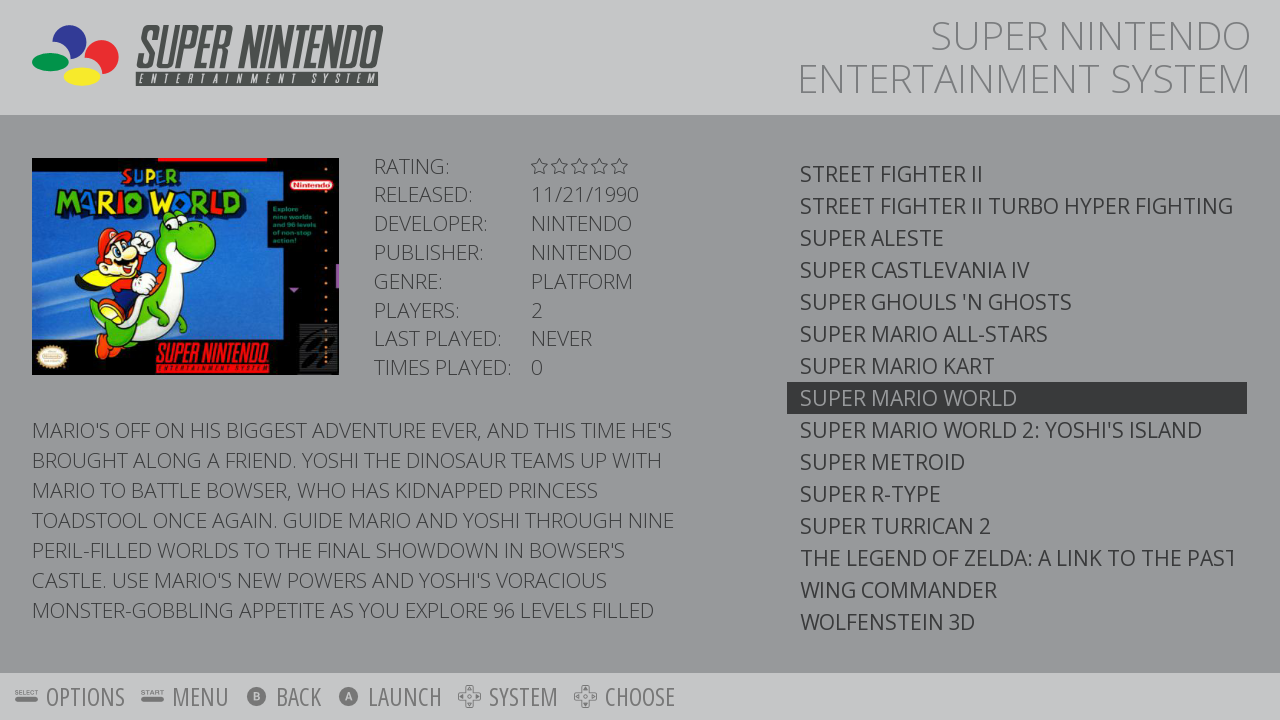 SUPER NINTENDO
ENTERTAINMENT SYSTEM
SUPER NINTENDO
ENTERTAINMENT SYSTEM
SUPER
MARIO WORLD
Nintendo
Explore
nine worlds
and 96 levels
of non-stop
action!
SUPER NINTENDO
ENTERTAINMENT SYSTEM
RATING:
RELEASED: 11/21/1990
DEVELOPER: NINTENDO
PUBLISHER: NINTENDO
GENRE: PLATFORM
PLAYERS: 2
LAST PLAYED: NEVER
TIMES PLAYED: 0
MARIO'S OFF ON HIS BIGGEST ADVENTURE EVER, AND THIS TIME HE'S
BROUGHT ALONG A FRIEND. YOSHI THE DINOSAUR TEAMS UP WITH
MARIO TO BATTLE BOWSER, WHO HAS KIDNAPPED PRINCESS
TOADSTOOL ONCE AGAIN. GUIDE MARIO AND YOSHI THROUGH NINE
PERIL-FILLED WORLDS TO THE FINAL SHOWDOWN IN BOWSER'S
CASTLE. USE MARIO'S NEW POWERS AND YOSHI'S VORACIOUS
MONSTER-GOBBLING APPETITE AS YOU EXPLORE 96 LEVELS FILLED
STREET FIGHTER II
STREET FIGHTER II TURBO HYPER FIGHTING
SUPER ALESTE
SUPER CASTLEVANIA IV
SUPER GHOULS 'N GHOSTS
SUPER MARIO ALL-STARS
SUPER MARIO KART
SUPER MARIO WORLD
SUPER MARIO WORLD 2: YOSHI'S ISLAND
SUPER METROID
SUPER R-TYPE
SUPER TURRICAN 2
THE LEGEND OF ZELDA: A LINK TO THE PAST
WING COMMANDER
WOLFENSTEIN 3D
SELECT OPTIONS START MENU B BACK A LAUNCH SYSTEM CHOOSE